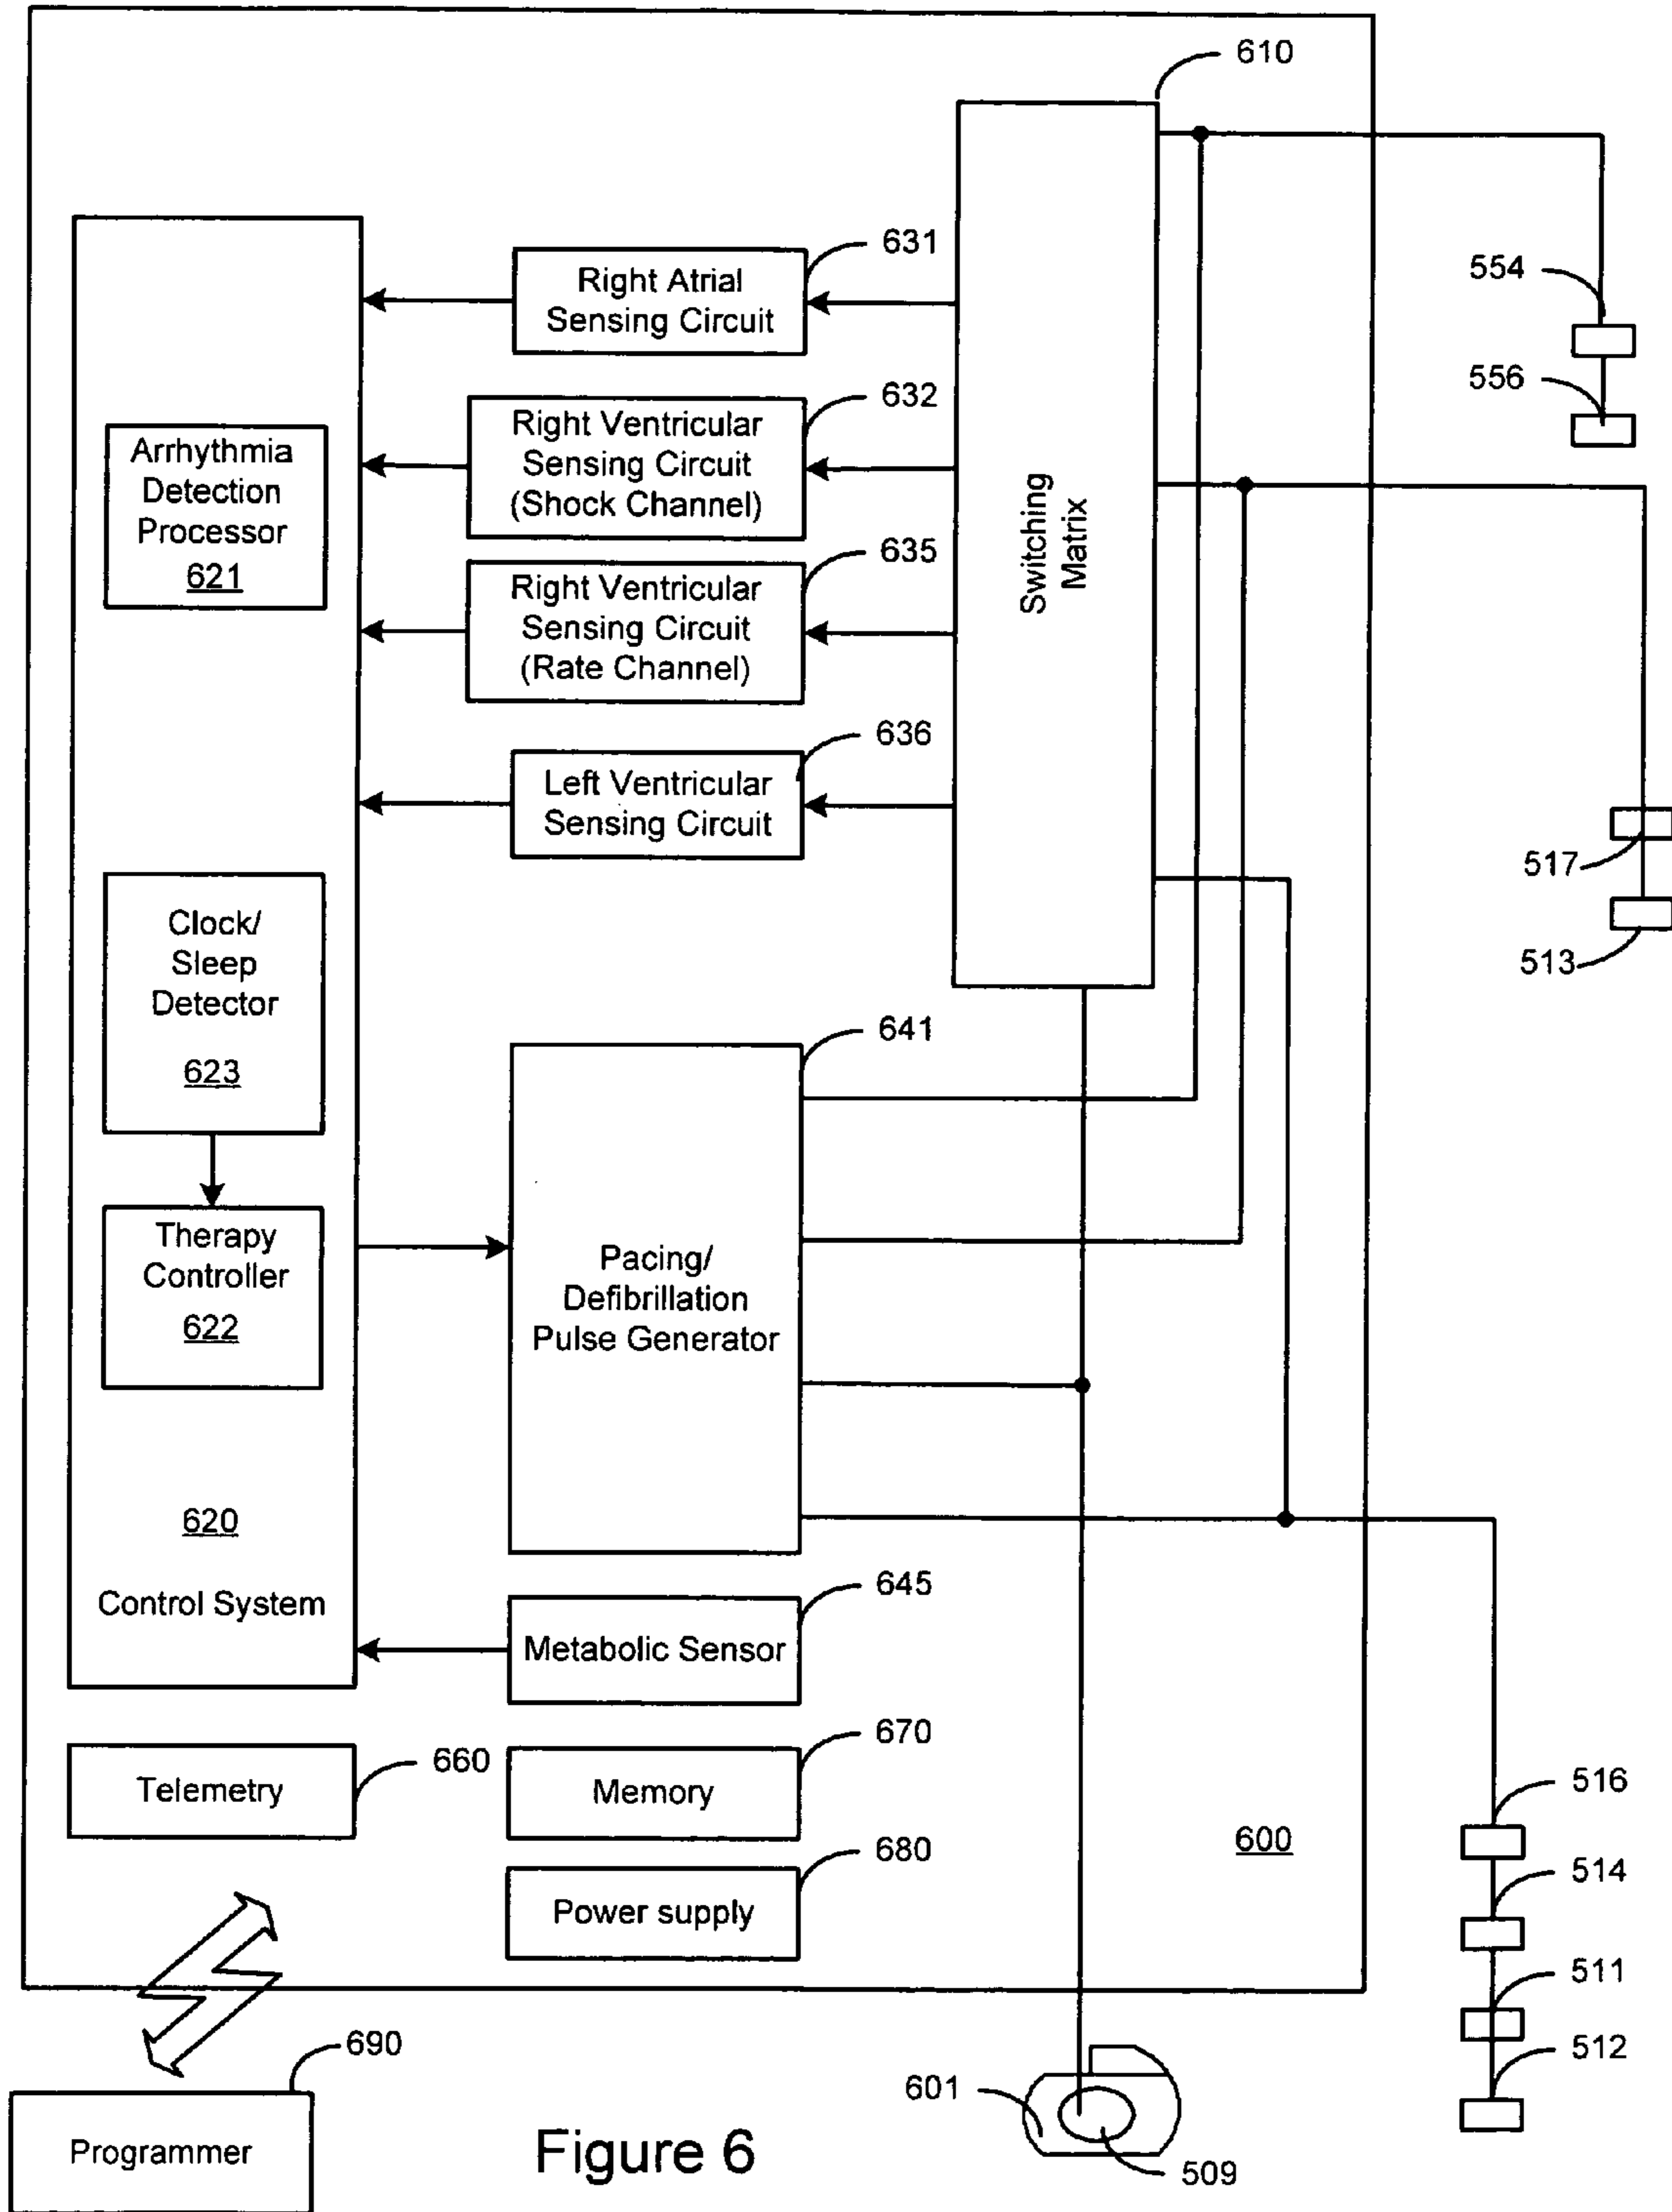 610
631
Right Atrial
Sensing Circuit
554
632
Right Ventricular
Sensing Circuit
(Shock Channel)
556
Arrhythmia
Detection
Processor
621
Switching
Matrix
635
Right Ventricular
Sensing Circuit
(Rate Channel)
636
Left Ventricular
Sensing Circuit
517
513
Clock/
Sleep
Detector
623
641
Therapy
Controller
622
Pacing/
Defibrillation
Pulse Generator
620
Control System
645
Metabolic Sensor
660
Telemetry
670
Memory
516
600
680
Power supply
514
511
512
690
Programmer
601
509
Figure 6